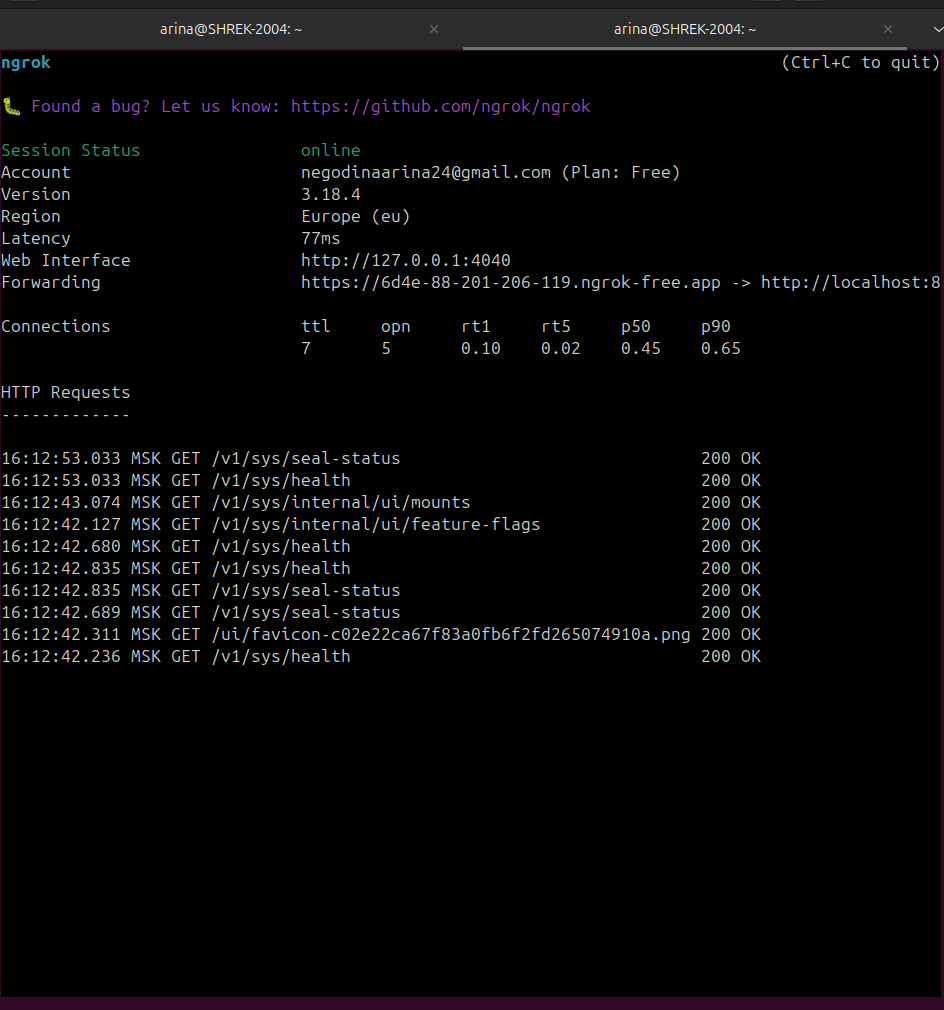 arina@SHREK-2004: ~ × arina@SHREK-2004: ~ ×
ngrok (Ctrl+C to quit)
🐛 Found a bug? Let us know: https://github.com/ngrok/ngrok
Session Status online
Account negodinaarina24@gmail.com (Plan: Free)
Version 3.18.4
Region Europe (eu)
Latency 77ms
Web Interface http://127.0.0.1:4040
Forwarding https://6d4e-88-201-206-119.ngrok-free.app -> http://localhost:8
Connections ttl opn rt1 rt5 p50 p90
7 5 0.10 0.02 0.45 0.65
HTTP Requests
-------------
16:12:53.033 MSK GET /v1/sys/seal-status 200 OK
16:12:53.033 MSK GET /v1/sys/health 200 OK
16:12:43.074 MSK GET /v1/sys/internal/ui/mounts 200 OK
16:12:42.127 MSK GET /v1/sys/internal/ui/feature-flags 200 OK
16:12:42.680 MSK GET /v1/sys/health 200 OK
16:12:42.835 MSK GET /v1/sys/health 200 OK
16:12:42.835 MSK GET /v1/sys/seal-status 200 OK
16:12:42.689 MSK GET /v1/sys/seal-status 200 OK
16:12:42.311 MSK GET /ui/favicon-c02e22ca67f83a0fb6f2fd265074910a.png 200 OK
16:12:42.236 MSK GET /v1/sys/health 200 OK